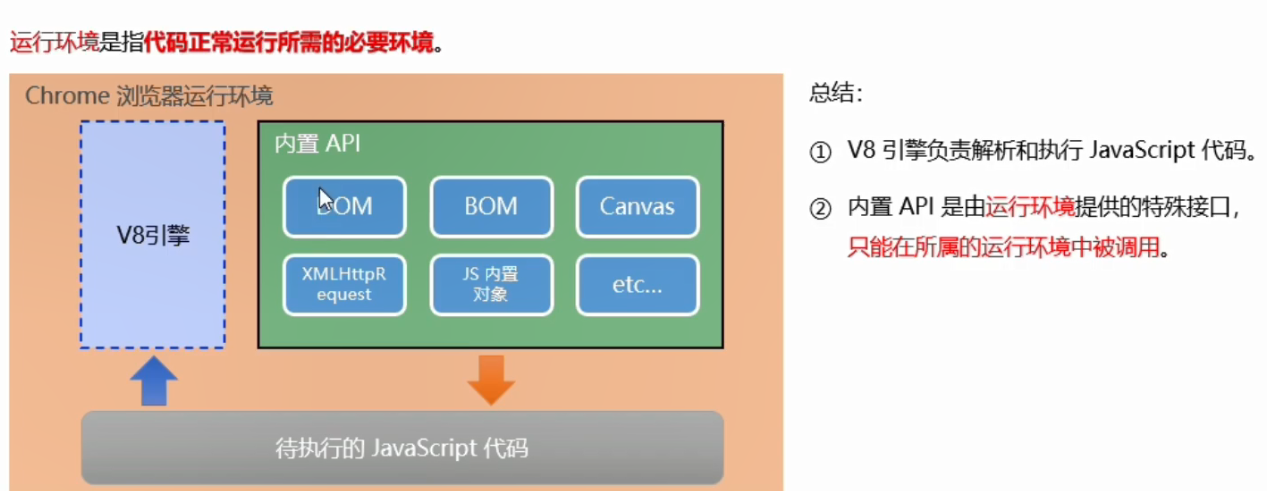 运行环境是指代码正常运行所需的必要环境。
Chrome 浏览器运行环境
V8引擎
内置 API
DOM
BOM
Canvas
XMLHttpR
equest
JS 内置
对象
etc...
待执行的 JavaScript 代码
总结：
① V8 引擎负责解析和执行 JavaScript 代码。
② 内置 API 是由运行环境提供的特殊接口，
只能在所属的运行环境中被调用。